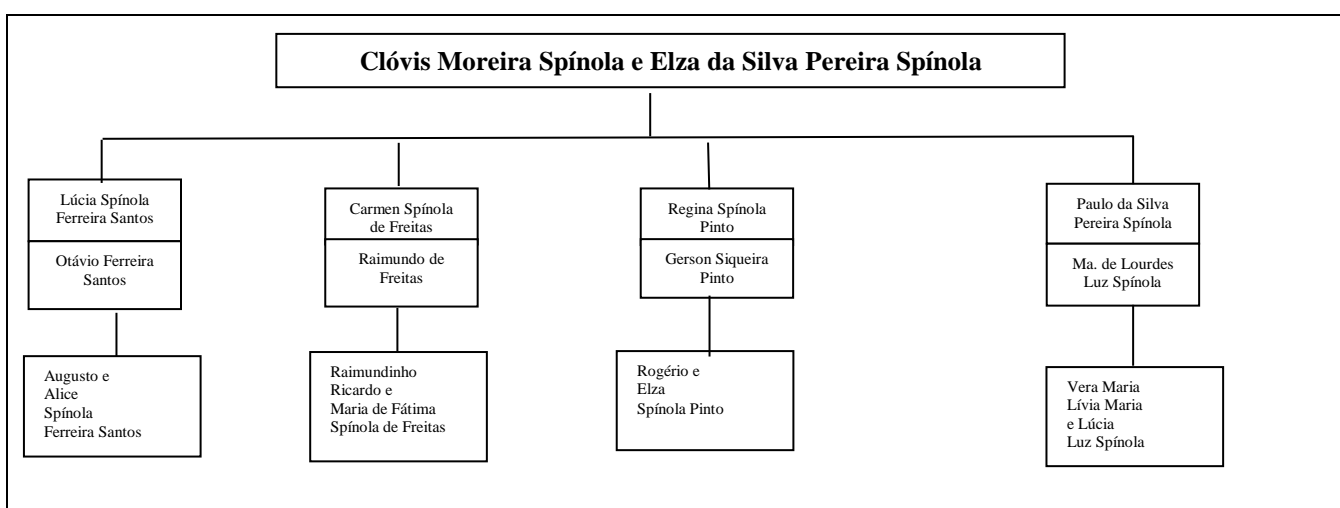 Clóvis Moreira Spínola e Elza da Silva Pereira Spínola
Lúcia Spínola
Ferreira Santos
Otávio Ferreira
Santos
Augusto e
Alice
Spínola
Ferreira Santos
Carmen Spínola
de Freitas
Raimundo de
Freitas
Raimundinho
Ricardo e
Maria de Fátima
Spínola de Freitas
Regina Spínola
Pinto
Gerson Siqueira
Pinto
Rogério e
Elza
Spínola Pinto
Paulo da Silva
Pereira Spínola
Ma. de Lourdes
Luz Spínola
Vera Maria
Lívia Maria
e Lúcia
Luz Spínola